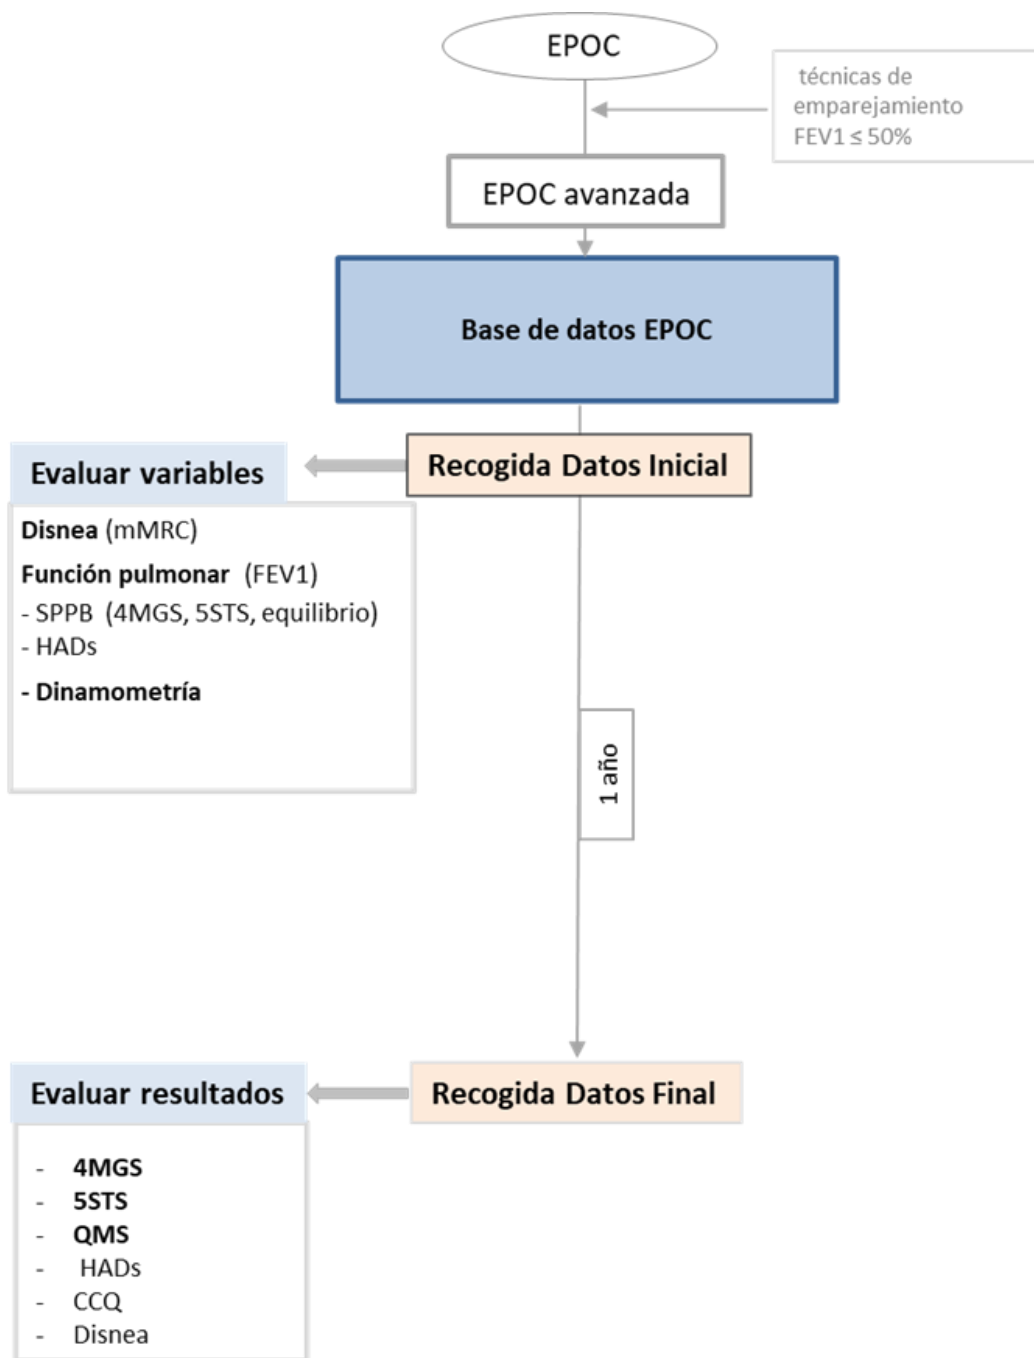 EPOC
técnicas de
emparejamiento
FEV1 ≤ 50%
EPOC avanzada
Base de datos EPOC
Recogida Datos Inicial
Evaluar variables
Disnea (mMRC)
Función pulmonar (FEV1)
- SPPB (4MGS, 5STS, equilibrio)
- HADs
- Dinamometría
1 año
Recogida Datos Final
Evaluar resultados
- 4MGS
- 5STS
- QMS
- HADs
- CCQ
- Disnea